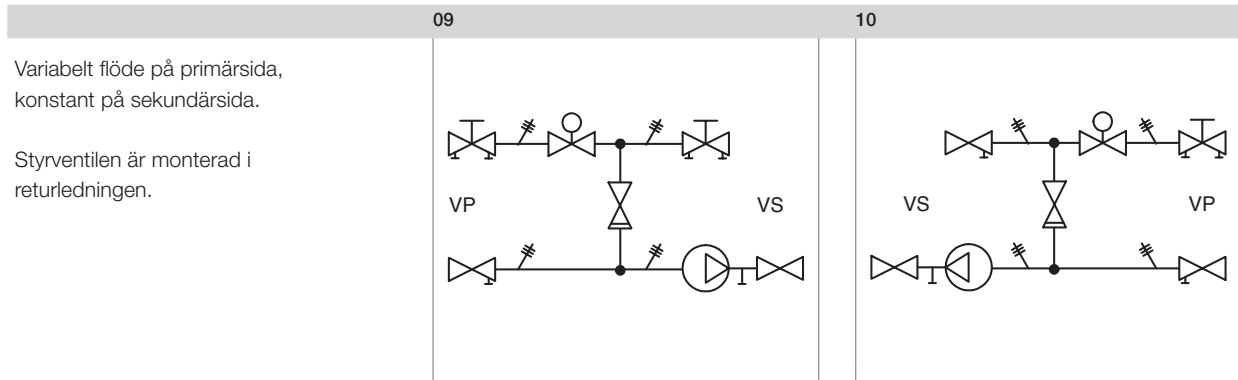 09
10
Variabelt flöde på primärsida,
konstant på sekundärsida.
Styrventilen är monterad i
returledningen.
VP
VS
VS
VP